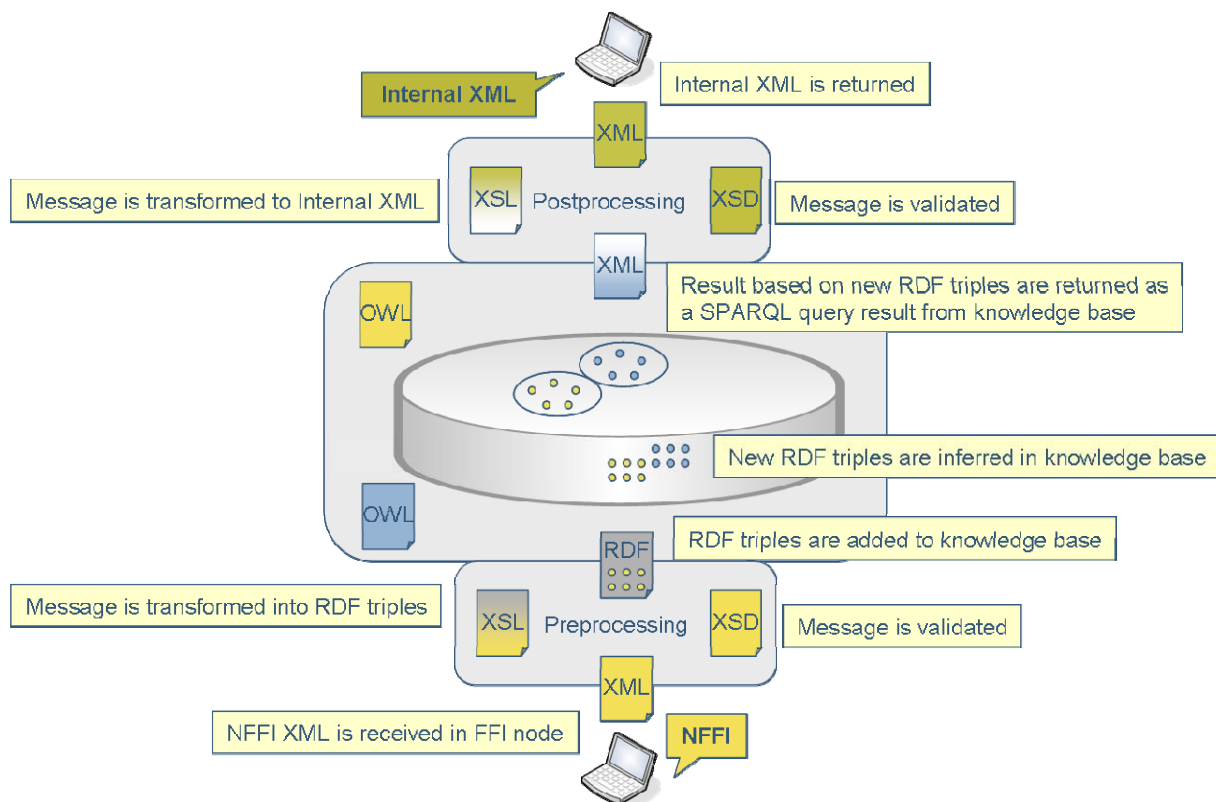 Internal XML
Internal XML is returned
XML
Message is transformed to Internal XML
XSL
Postprocessing
XSD
Message is validated
XML
Result based on new RDF triples are returned as
a SPARQL query result from knowledge base
OWL
New RDF triples are inferred in knowledge base
OWL
RDF triples are added to knowledge base
RDF
Message is transformed into RDF triples
XSL
Preprocessing
XSD
Message is validated
XML
NFFI XML is received in FFI node
NFFI